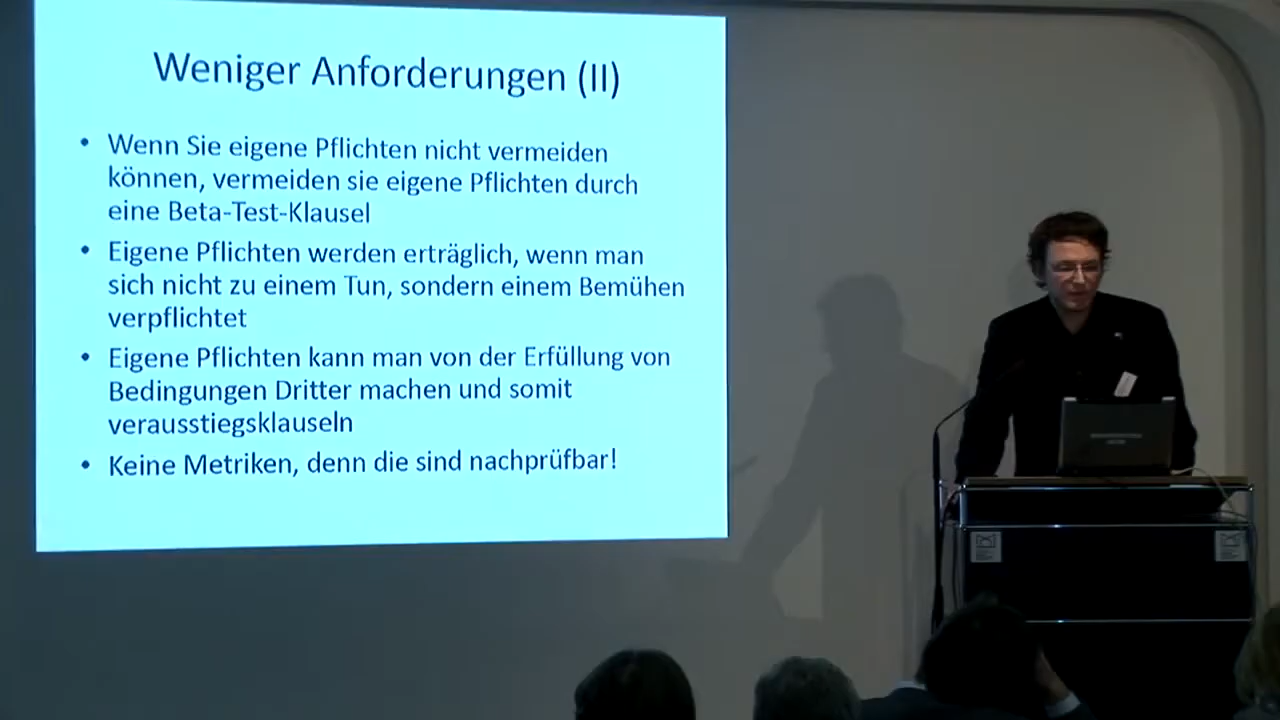 Weniger Anforderungen (II)
• Wenn Sie eigene Pflichten nicht vermeiden
können, vermeiden sie eigene Pflichten durch
eine Beta-Test-Klausel
• Eigene Pflichten werden erträglich, wenn man
sich nicht zu einem Tun, sondern einem Bemühen
verpflichtet
• Eigene Pflichten kann man von der Erfüllung von
Bedingungen Dritter machen und somit
verausstiegsklauseln
• Keine Metriken, denn die sind nachprüfbar!